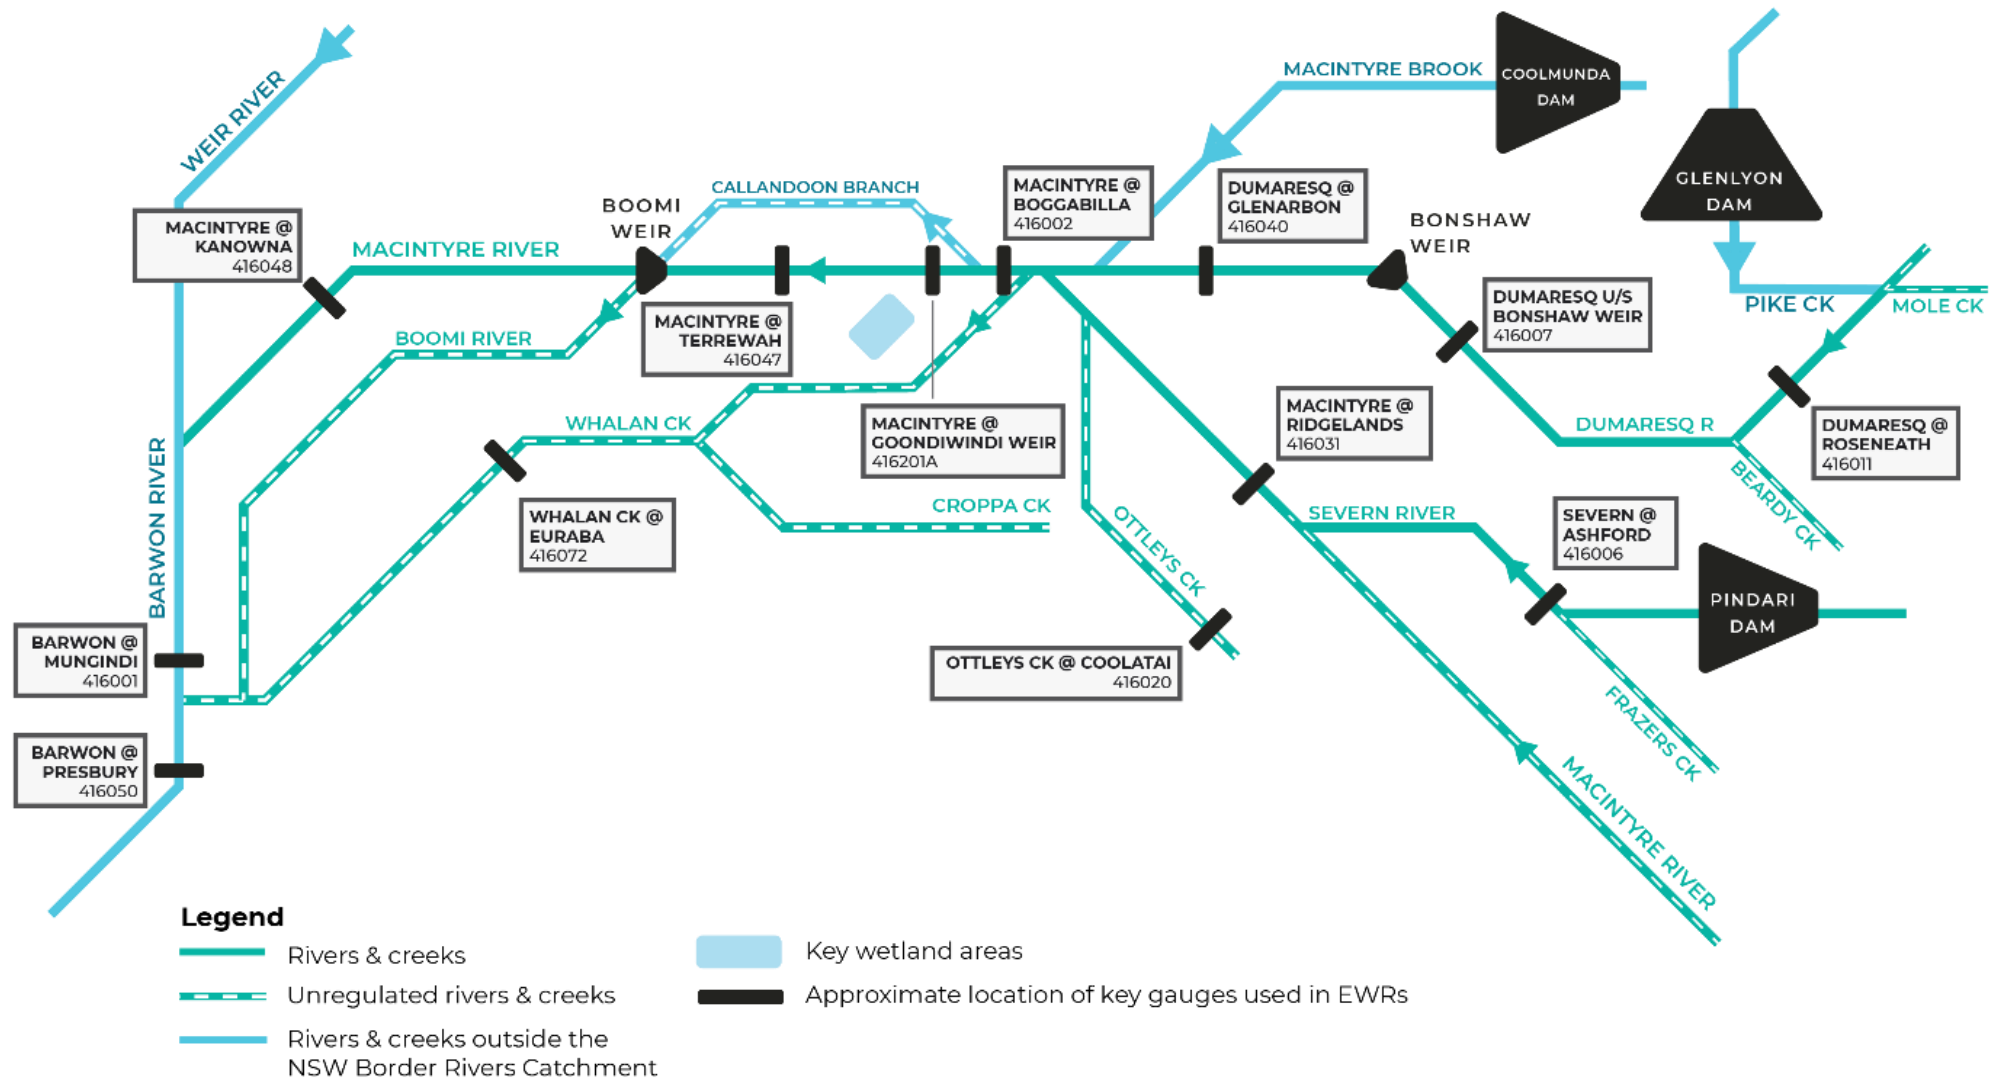 WEIR RIVER
MACINTYRE BROOK
COOLMUNDA
DAM
GLENLYON
DAM
CALLANDOON BRANCH
MACINTYRE @
BOGGABILLA
416002
DUMARESQ @
GLENARBON
416040
BOOMI
WEIR
BONSHAW
WEIR
MACINTYRE @
KANOWNA
416048
MACINTYRE RIVER
DUMARESQ U/S
BONSHAW WEIR
416007
PIKE CK
MOLE CK
MACINTYRE @
TERREWAH
416047
BOOMI RIVER
MACINTYRE @
RIDGELANDS
416031
DUMARESQ R
DUMARESQ @
ROSENEATH
416011
WHALAN CK
MACINTYRE @
GOONDIWINDI WEIR
416201A
BEARDY CK
BARWON RIVER
CROPPA CK
WHALAN CK @
EURABA
416072
OTTLEYS CK
SEVERN RIVER
SEVERN @
ASHFORD
416006
PINDARI
DAM
BARWON @
MUNGINDI
416001
OTTLEYS CK @ COOLATAI
416020
FRAZERS CK
BARWON @
PRESBURY
416050
MACINTYRE RIVER
Legend
Rivers & creeks
Unregulated rivers & creeks
Rivers & creeks outside the
NSW Border Rivers Catchment
Key wetland areas
Approximate location of key gauges used in EWRs